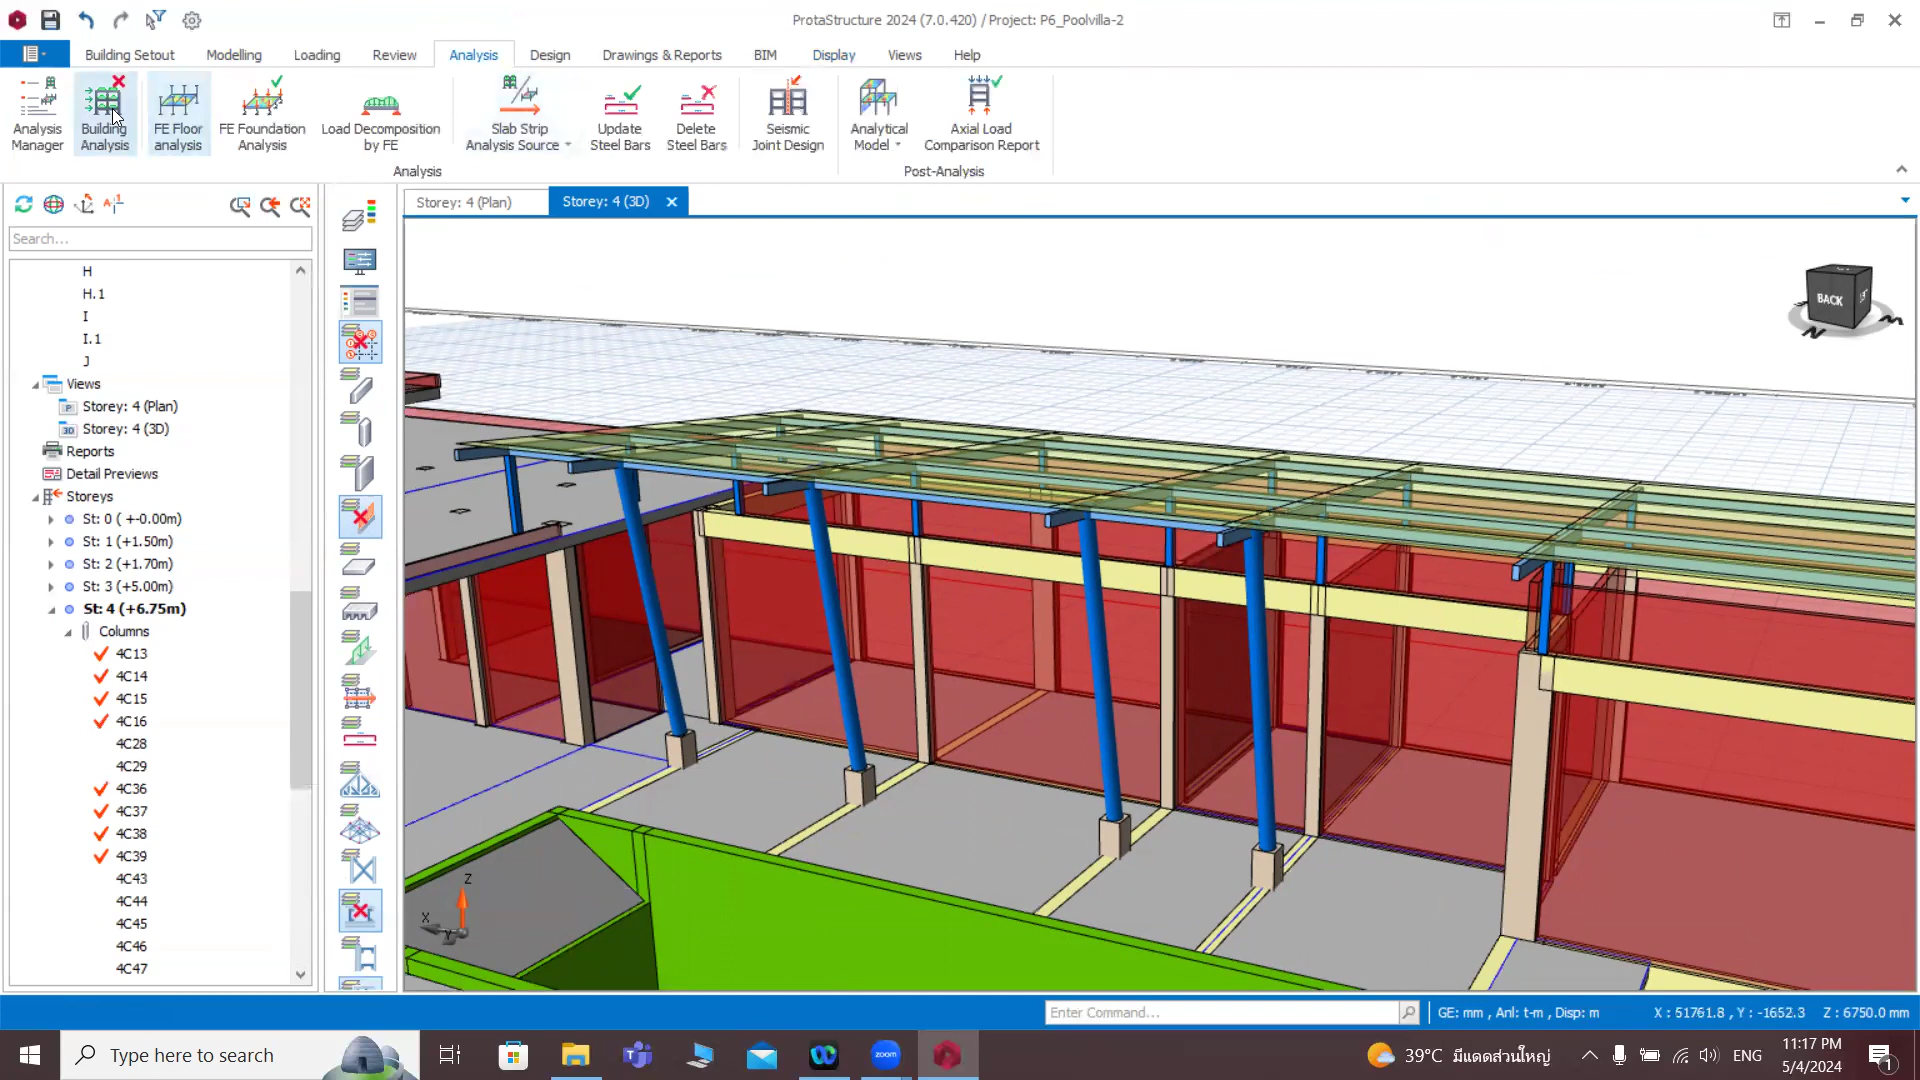 ProtaStructure 2024 (7.0.420) / Project: P6_Poolvilla-2
Building Setout
Modelling
Loading
Review
Analysis
Design
Drawings & Reports
BIM
Display
Views
Help
Analysis
Manager
Building
Analysis
FE Floor
analysis
FE Foundation
Analysis
Load Decomposition
by FE
Slab Strip
Analysis Source
Update
Steel Bars
Delete
Steel Bars
Seismic
Joint Design
Analytical
Model
Axial Load
Comparison Report
Analysis
Post-Analysis
Storey: 4 (Plan)
Storey: 4 (3D)
Search...
H
H.1
I
I.1
J
Views
Storey: 4 (Plan)
Storey: 4 (3D)
Reports
Detail Previews
Storeys
St: 0 ( +-0.00m)
St: 1 (+1.50m)
St: 2 (+1.70m)
St: 3 (+5.00m)
St: 4 (+6.75m)
Columns
4C13
4C14
4C15
4C16
4C28
4C29
4C36
4C37
4C38
4C39
4C43
4C44
4C45
4C46
4C47
BACK
N
Z
X
Y
Enter Command...
GE: mm , Anl: t-m , Disp: m
X : 51761.8 , Y : -1652.3
Z : 6750.0 mm
Type here to search
zoom
39°C มีแดดส่วนใหญ่
ENG
11:17 PM
5/4/2024
1